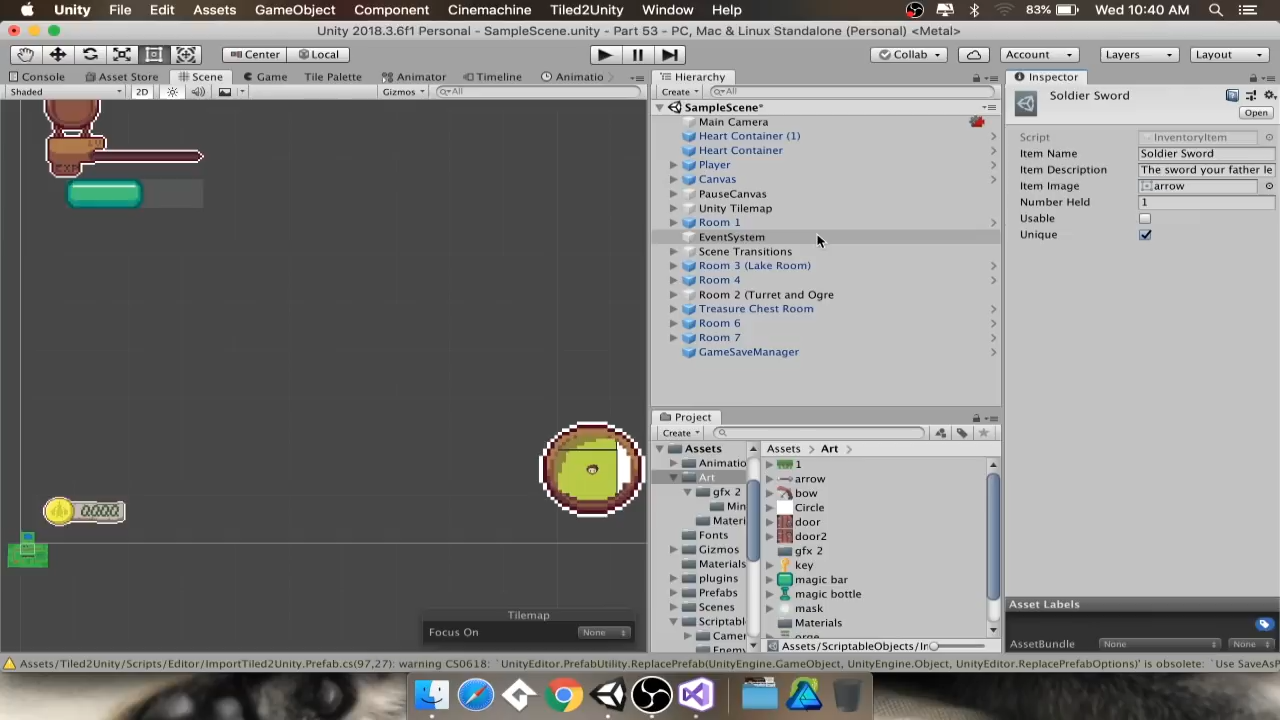 Unity File Edit Assets GameObject Component Cinemachine Tiled2Unity Window Help 83% Wed 10:40 AM
Unity 2018.3.6f1 Personal - SampleScene.unity - Part 53 - PC, Mac & Linux Standalone (Personal) <Metal>
Center Local Collab Account Layers Layout
Console Asset Store Scene Game Tile Palette Animator Timeline Animatio Hierarchy Inspector
Shaded 2D Gizmos All Create All
Soldier Sword
Open
SampleScene*
Main Camera
Heart Container (1)
Heart Container
Player
Canvas
PauseCanvas
Unity Tilemap
Room 1
EventSystem
Scene Transitions
Room 3 (Lake Room)
Room 4
Room 2 (Turret and Ogre
Treasure Chest Room
Room 6
Room 7
GameSaveManager
Script InventoryItem
Item Name Soldier Sword
Item Description The sword your father le
Item Image arrow
Number Held 1
Usable
Unique
Project
Create
Assets
Animatio
Art
gfx 2
Min
Materi
Fonts
Gizmos
Materials
plugins
Prefabs
Scenes
Scriptabl
Camer
Enemy
Assets Art
1
arrow
bow
Circle
door
door2
gfx 2
key
magic bar
magic bottle
mask
Materials
Assets/ScriptableObjects/In
0000
Tilemap
Focus On None
Asset Labels
AssetBundle None None
Assets/Tiled2Unity/Scripts/Editor/ImportTiled2Unity.Prefab.cs(97,27): warning CS0618: `UnityEditor.PrefabUtility.ReplacePrefab(UnityEngine.GameObject, UnityEngine.Object, UnityEditor.ReplacePrefabOptions)' is obsolete: `Use SaveAsP